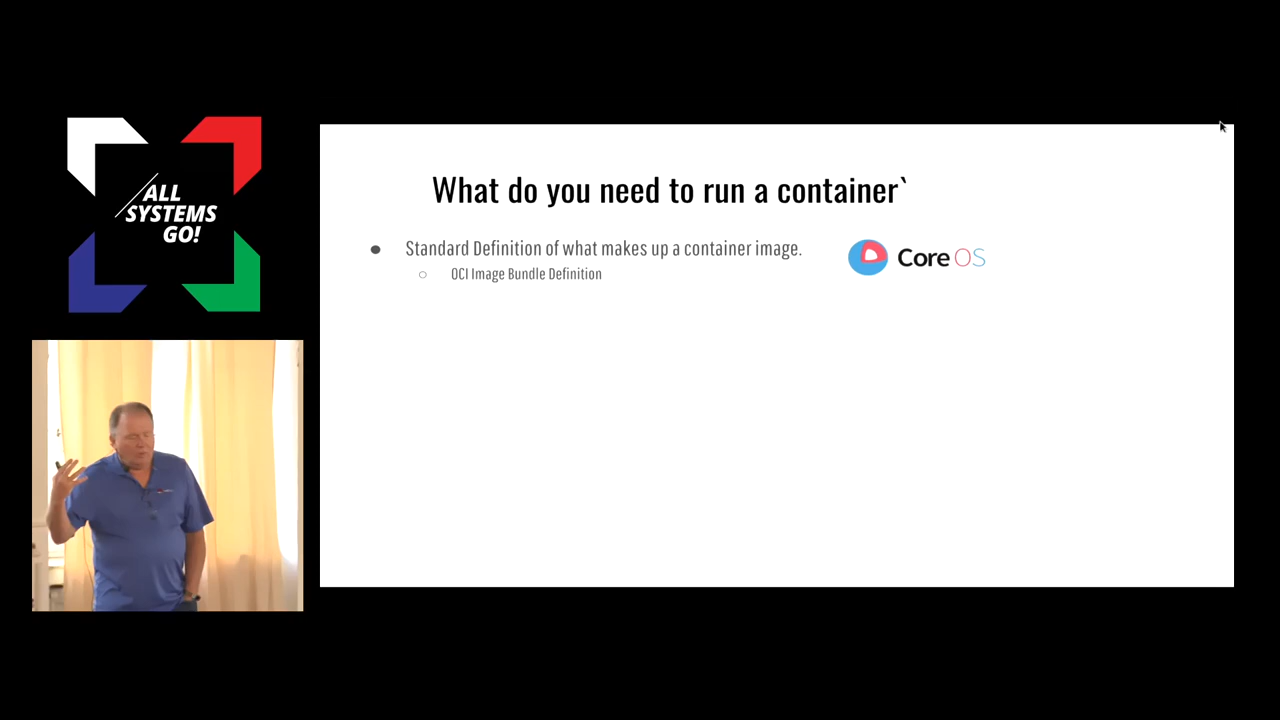 ALL
SYSTEMS
GO!
What do you need to run a container`
Standard Definition of what makes up a container image.
Core OS
OCI Image Bundle Definition